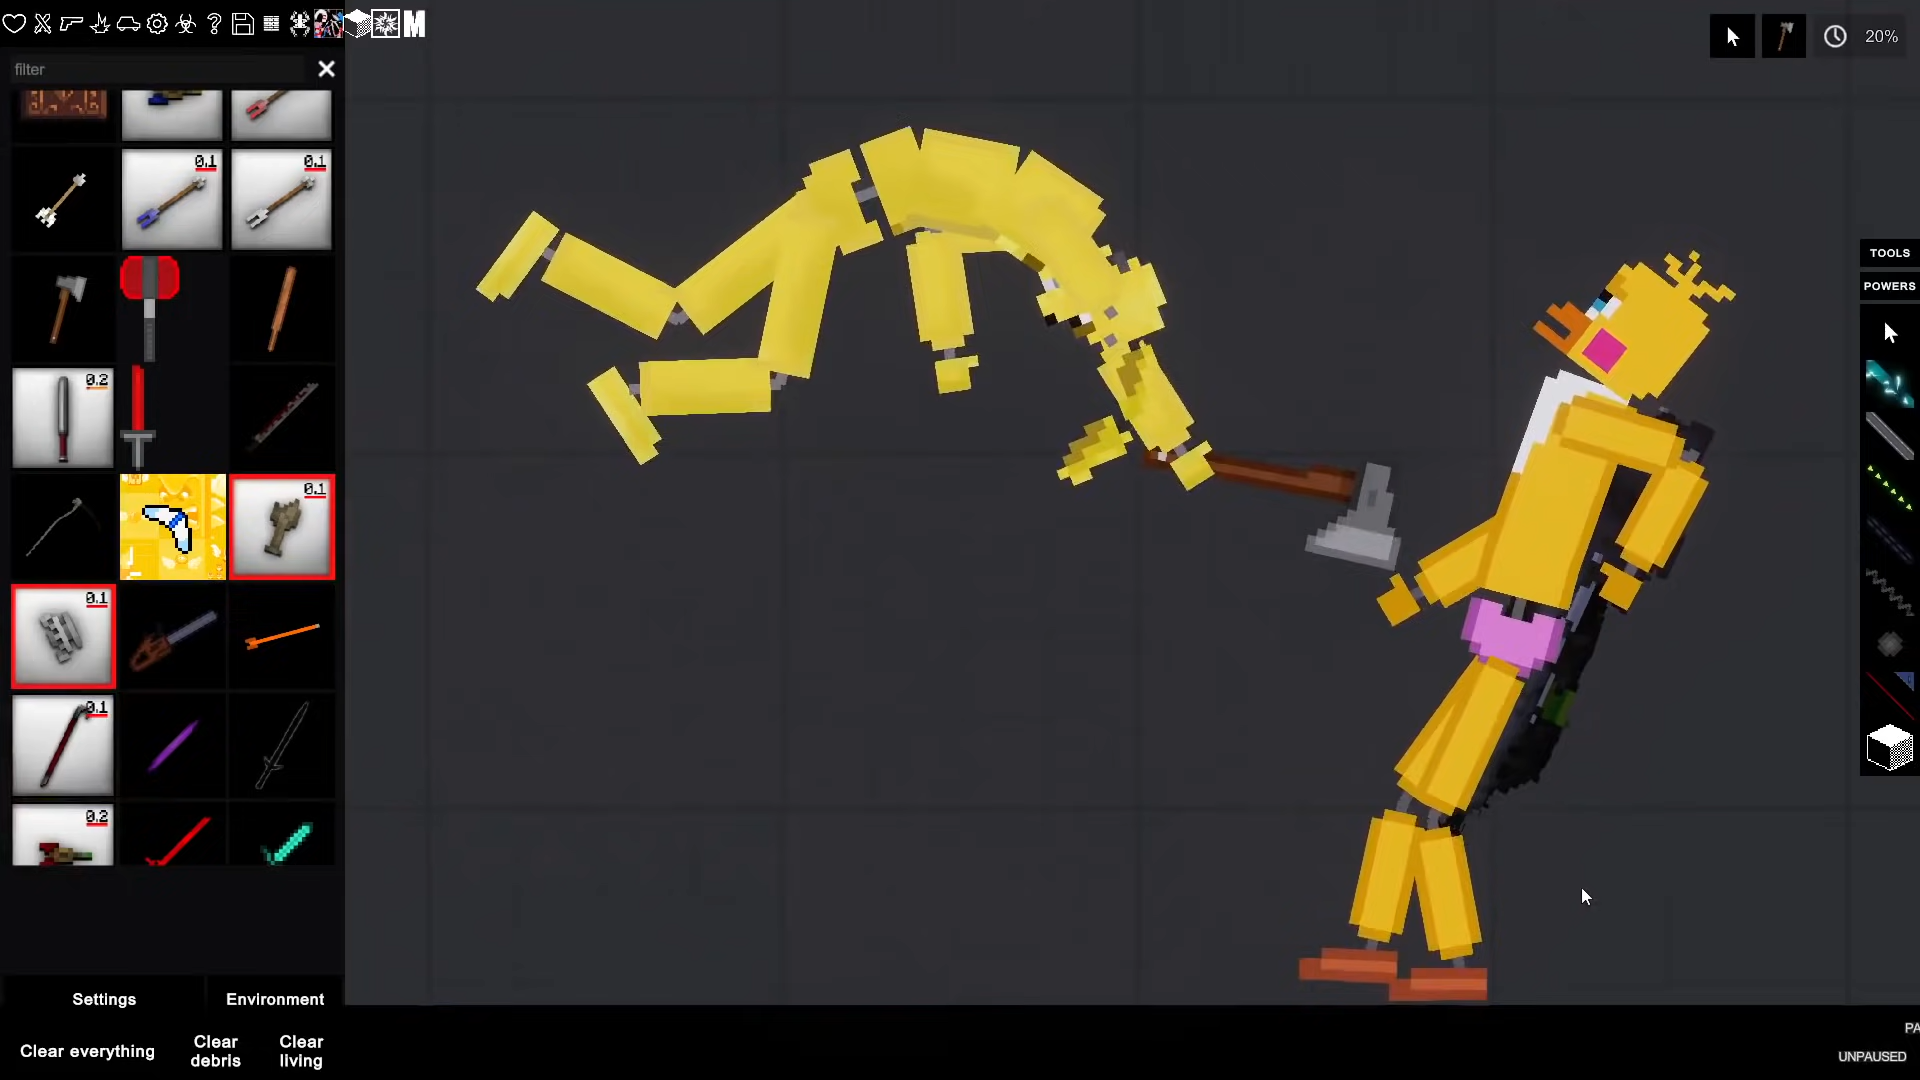 M
20%
filter
0.1
0.1
TOOLS
POWERS
0.2
0.1
0.1
0.1
0.2
Settings
Environment
Clear everything
Clear debris
Clear living
PA
UNPAUSED